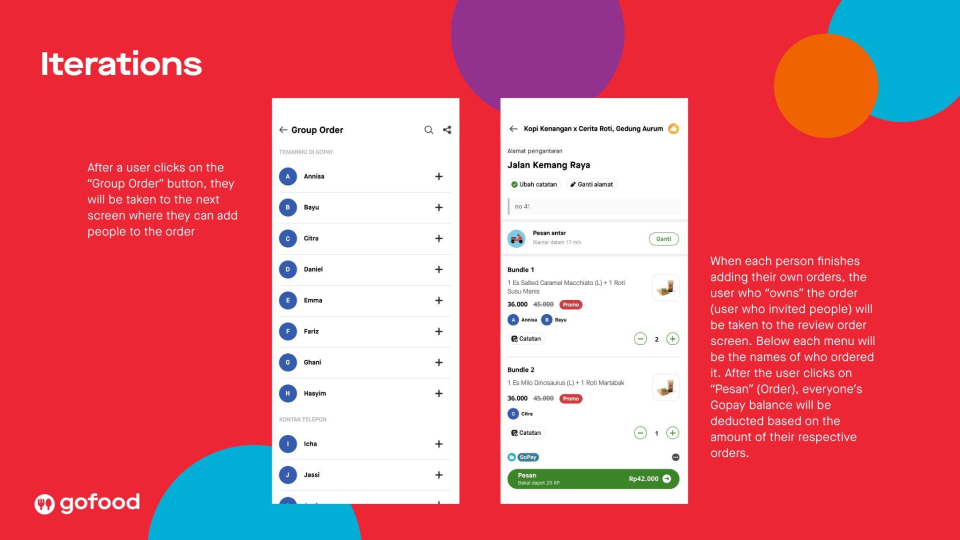 Iterations
After a user clicks on the
“Group Order” button, they
will be taken to the next
screen where they can add
people to the order
Group Order
TEMANMU DI GOPAY
A Annisa
B Bayu
C Citra
D Daniel
E Emma
F Fariz
G Ghani
H Hasyim
KONTAK TELEPON
I Icha
J Jassi
Kopi Kenangan x Cerita Roti, Gedung Aurum
Alamat pengantaran
Jalan Kemang Raya
Ubah catatan Ganti alamat
no 4!
Pesan antar
Diantar dalam 17 min
Ganti
Bundle 1
1 Es Salted Caramel Macchiato (L) + 1 Roti
Susu Manis
36.000 45.000 Promo
A Annisa B Bayu
Catatan 2
Bundle 2
1 Es Milo Dinosaurus (L) + 1 Roti Martabak
36.000 45.000 Promo
C Citra
Catatan 1
GoPay
Pesan
Bakal dapet 20 XP
Rp42.000
When each person finishes
adding their own orders, the
user who “owns” the order
(user who invited people) will
be taken to the review order
screen. Below each menu will
be the names of who ordered
it. After the user clicks on
“Pesan” (Order), everyone’s
Gopay balance will be
deducted based on the
amount of their respective
orders.
gofood